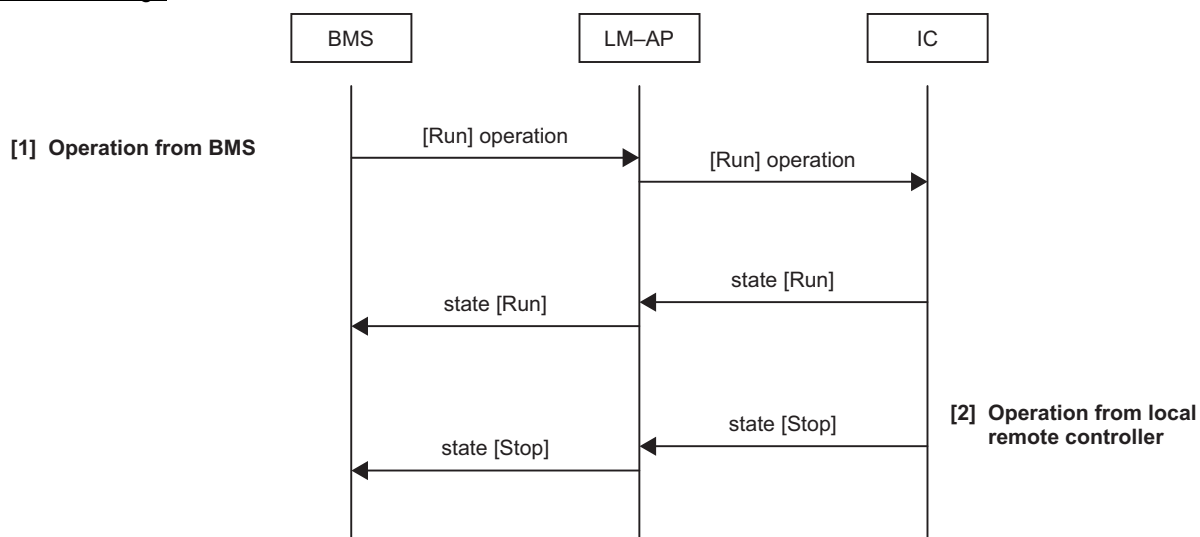 BMS
LM–AP
IC
[1] Operation from BMS
[Run] operation
[Run] operation
state [Run]
state [Run]
[2] Operation from local
remote controller
state [Stop]
state [Stop]